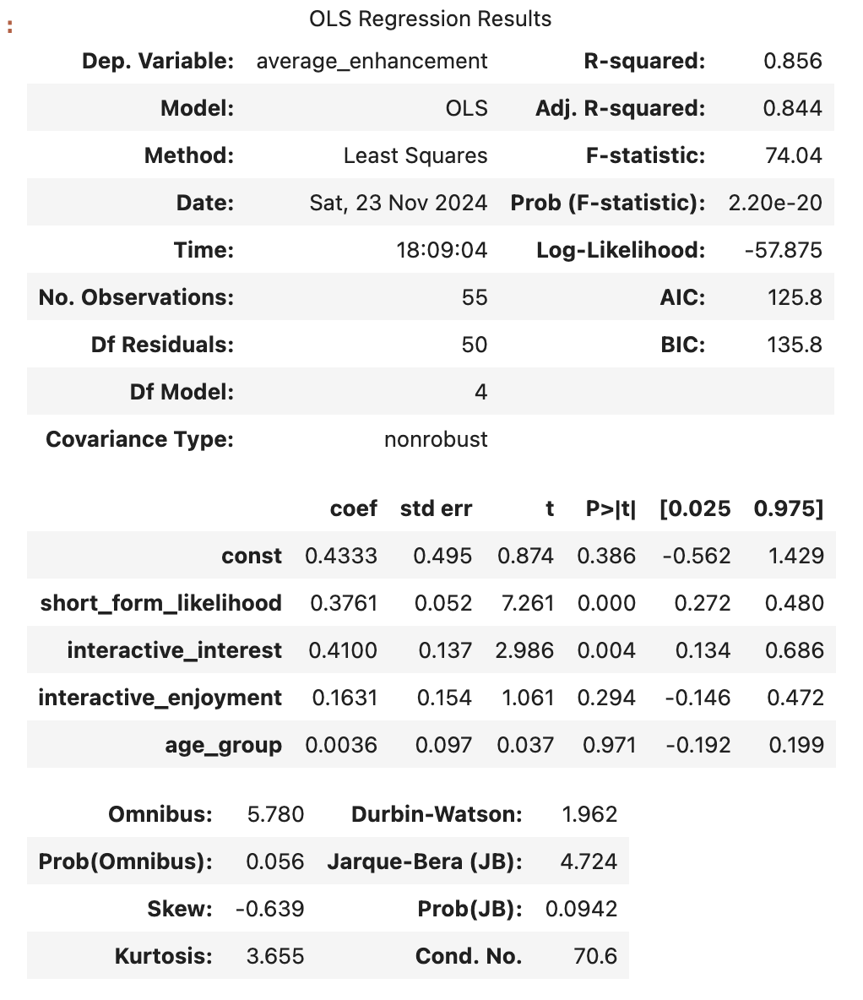 :
OLS Regression Results
Dep. Variable: average_enhancement R-squared: 0.856
Model: OLS Adj. R-squared: 0.844
Method: Least Squares F-statistic: 74.04
Date: Sat, 23 Nov 2024 Prob (F-statistic): 2.20e-20
Time: 18:09:04 Log-Likelihood: -57.875
No. Observations: 55 AIC: 125.8
Df Residuals: 50 BIC: 135.8
Df Model: 4
Covariance Type: nonrobust
coef std err t P>|t| [0.025 0.975]
const 0.4333 0.495 0.874 0.386 -0.562 1.429
short_form_likelihood 0.3761 0.052 7.261 0.000 0.272 0.480
interactive_interest 0.4100 0.137 2.986 0.004 0.134 0.686
interactive_enjoyment 0.1631 0.154 1.061 0.294 -0.146 0.472
age_group 0.0036 0.097 0.037 0.971 -0.192 0.199
Omnibus: 5.780 Durbin-Watson: 1.962
Prob(Omnibus): 0.056 Jarque-Bera (JB): 4.724
Skew: -0.639 Prob(JB): 0.0942
Kurtosis: 3.655 Cond. No. 70.6